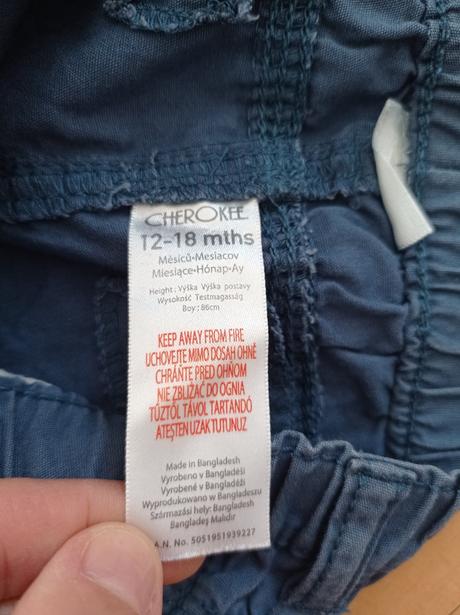 CHEROKEE
12-18 mths
Měsíců•Mesiacov
Miesiące•Hónap•Ay
Height : Výška Výška postavy
Wysokość Testmagasság
Boy : 86cm
KEEP AWAY FROM FIRE
UCHOVEJTE MIMO DOSAH OHNĚ
CHRÁŇTE PRED OHŇOM
NIE ZBLIŻAĆ DO OGNIA
TŰZTŐL TÁVOL TARTANDÓ
ATEŞTEN UZAK TUTUNUZ
Made in Bangladesh
Vyrobeno v Bangladéši
Vyrobené v Bangladéši
Wyprodukowano w Bangladeszu
Származási hely: Bangladesh
Bangladeş Malıdır
A.N. No: 5051951939227